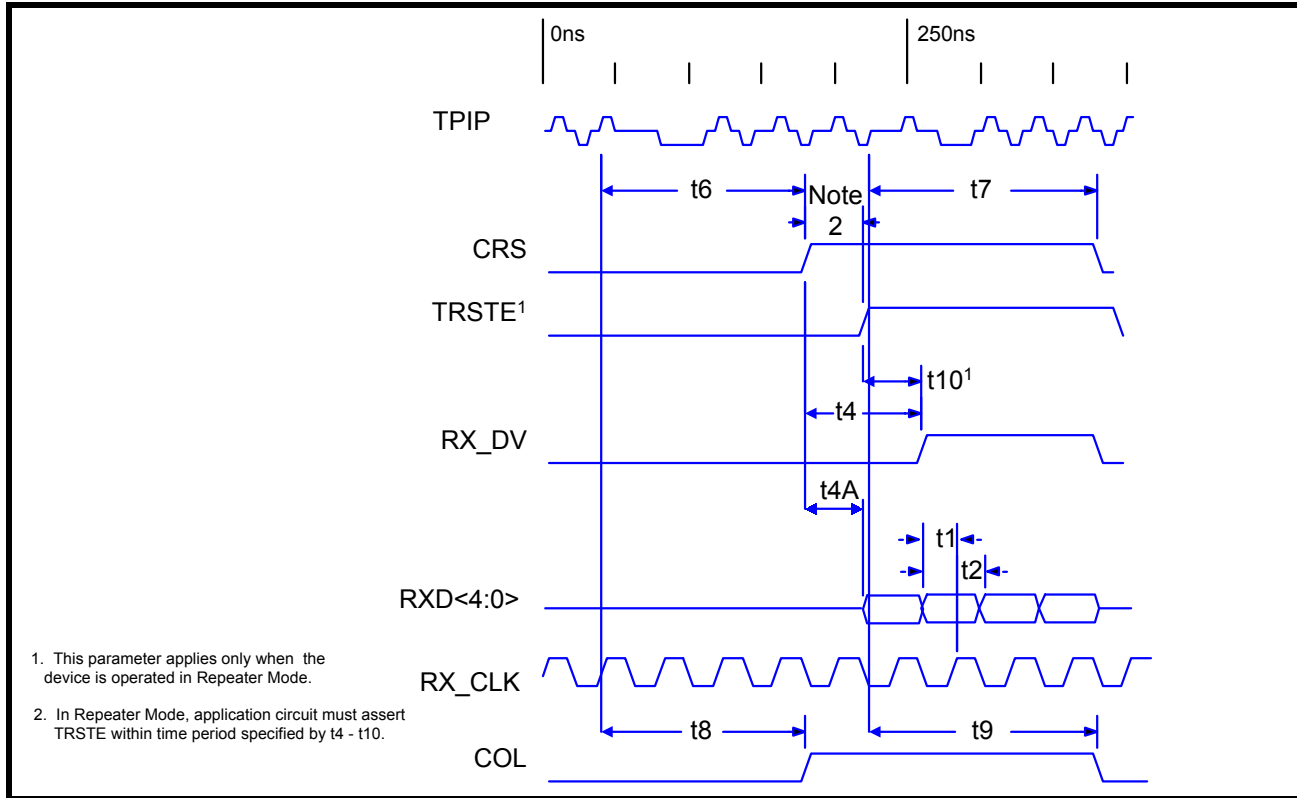 0ns
250ns
TPIP
t6
Note
2
t7
CRS
TRSTE¹
t10¹
t4
RX_DV
t4A
t1
t2
RXD<4:0>
RX_CLK
t8
t9
COL
1. This parameter applies only when the
device is operated in Repeater Mode.
2. In Repeater Mode, application circuit must assert
TRSTE within time period specified by t4 - t10.